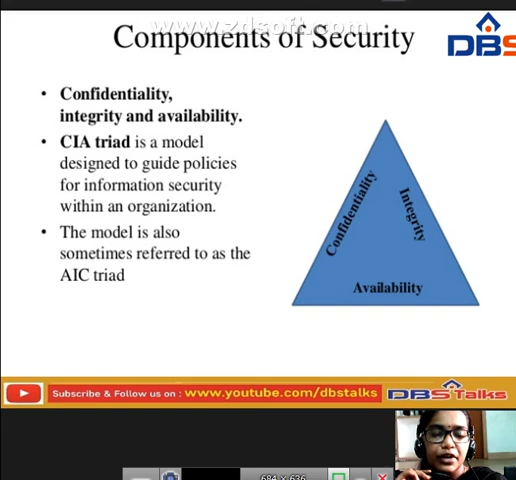 www.zdsoft.com
Components of Security
DBS
• Confidentiality,
integrity and availability.
• CIA triad is a model
designed to guide policies
for information security
within an organization.
• The model is also
sometimes referred to as the
AIC triad
Confidentiality
Integrity
Availability
Subscribe & Follow us on : www.youtube.com/dbstalks
DBS Talks
684 × 636